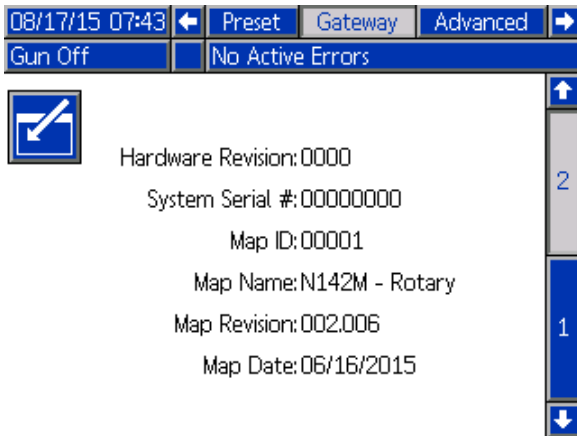 08/17/15 07:43 Preset Gateway Advanced
Gun Off No Active Errors
Hardware Revision: 0000
2
System Serial #: 00000000
Map ID: 00001
Map Name: N142M - Rotary
Map Revision: 002.006
1
Map Date: 06/16/2015